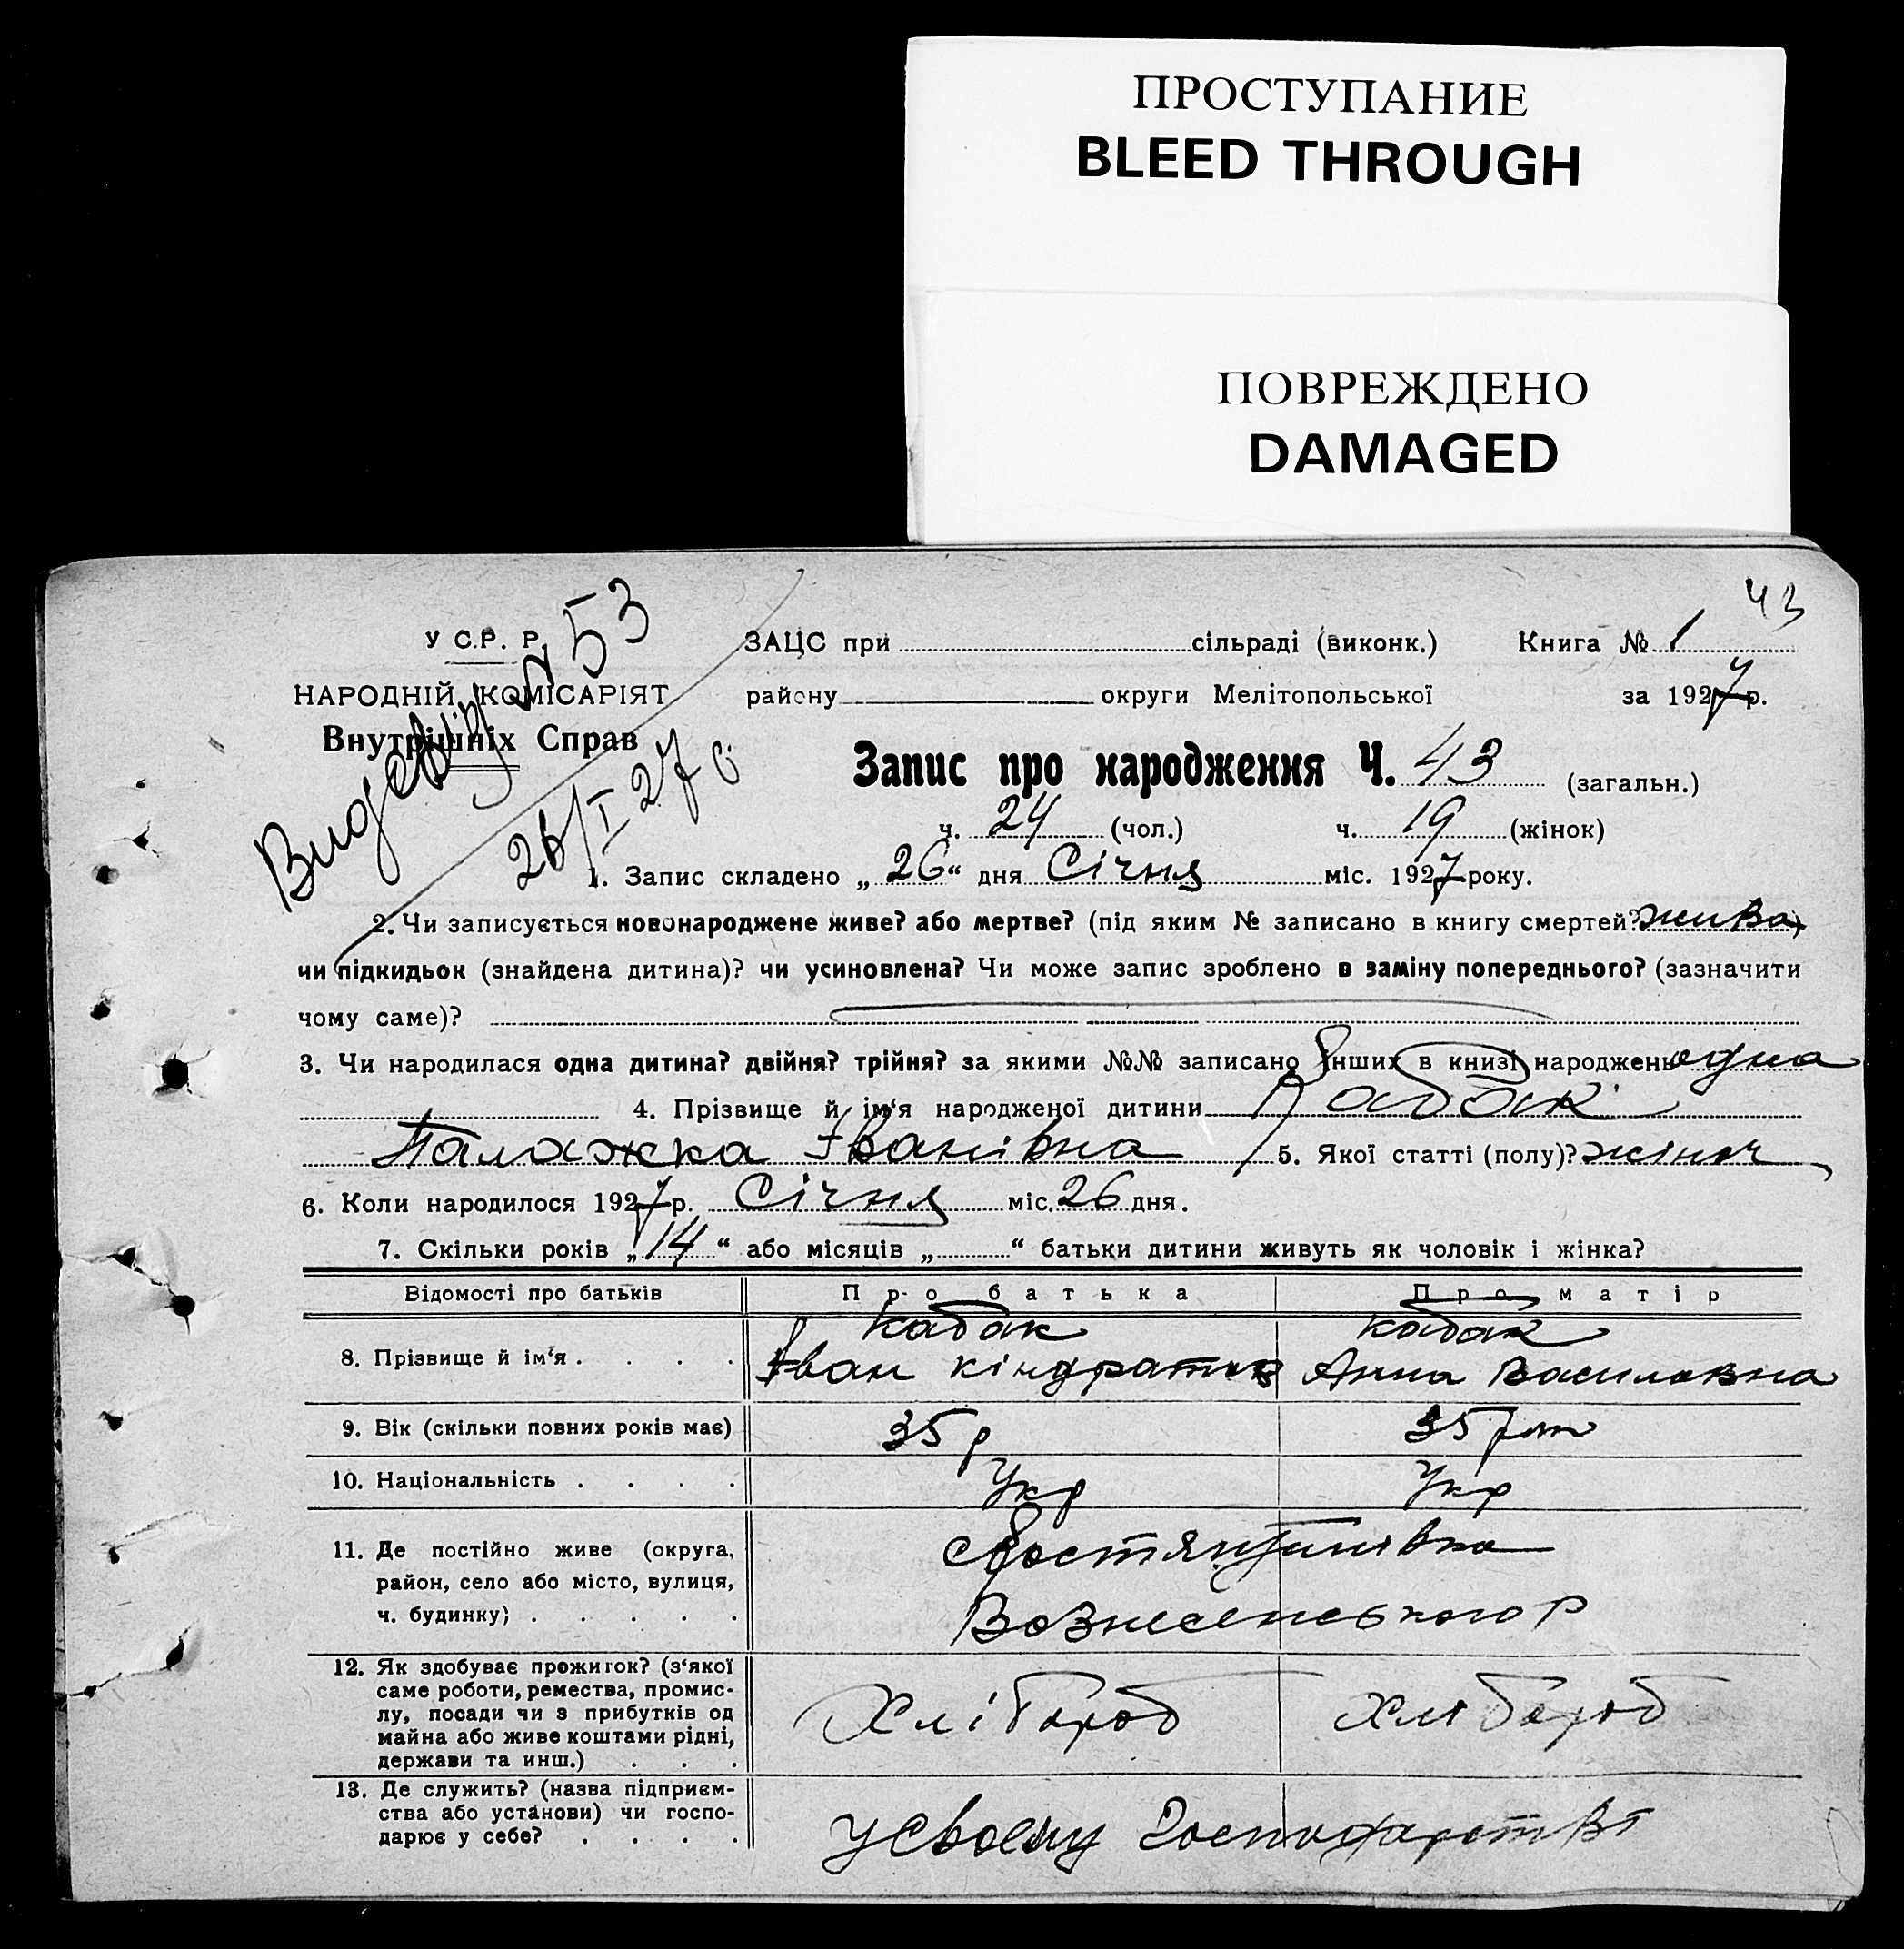 ПРОСТУПАНИЕ
BLEED THROUGH
ПОВРЕЖДЕНО
DAMAGED
43
У С.Р. Р. ЗАЦС при сільраді (виконк.) Книга № 1
НАРОДНІЙ КОМІСАРІЯТ району округи Мелітопольської за 1927 р.
Внутрішніх Справ
53
26/I 27
Запис про народження Ч. 43 (загальн.)
ч. 24 (чол.) ч. 19 (жінок)
1. Запис складено „26“ дня Січня міс. 1927 року.
2. Чи записується новонароджене живе? або мертве? (під яким № записано в книгу смертей? жива)
чи підкидьок (знайдена дитина)? чи усиновлена? Чи може запис зроблено в заміну попереднього? (зазначити
чому саме)?
3. Чи народилася одна дитина? двійня? трійня? за якими №№ записано інших в книзі народжень одна
4. Прізвище й ім‘я народженої дитини Кабак
Палажка Іванівна 5. Якої статті (полу)? жіноч
6. Коли народилося 1927 р. Січня міс. 26 дня.
7. Скільки років „14“ або місяців „ “ батьки дитини живуть як чоловік і жінка?
Відомості про батьків Про батька Про матір
Кабак Кабак
8. Прізвище й ім‘я . . . . Іван Кіндратов Анна Василовна
9. Вік (скільки повних років має) 35 р 35 лет
10. Національність . . . . Укр Укр
11. Де постійно живе (округа, район, село або місто, вулиця, ч. будинку) . . . . . с Костянтинівка
Вознесенського Р
12. Як здобуває прожиток? (з‘якої саме роботи, ремества, промислу, посади чи з прибутків од майна або живе коштами рідні, держави та инш.) . . . Хлібороб Хлібороб
13. Де служить? (назва підприємства або установи) чи господарює у себе? . . . . У Своему Господарстві